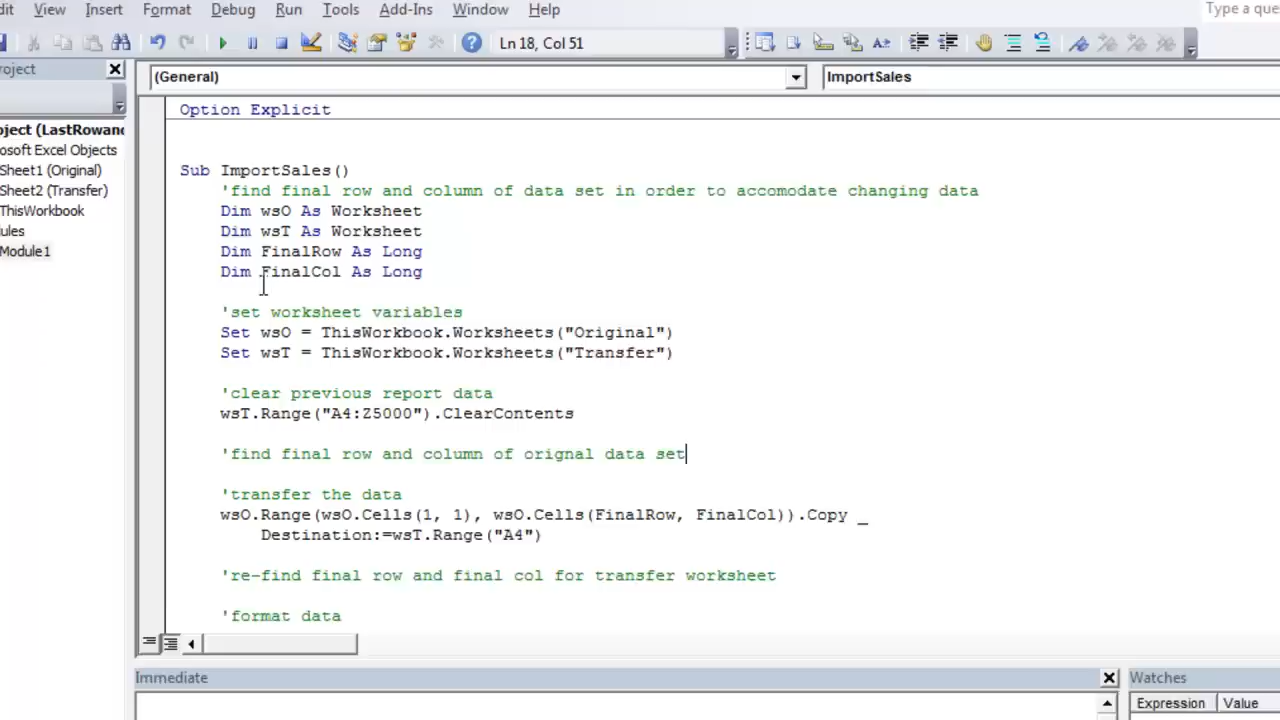 dit View Insert Format Debug Run Tools Add-Ins Window Help Type a que
Ln 18, Col 51
roject
(General) ImportSales
oject (LastRowand
osoft Excel Objects
Sheet1 (Original)
Sheet2 (Transfer)
ThisWorkbook
ules
Module1
Option Explicit
Sub ImportSales()
'find final row and column of data set in order to accomodate changing data
Dim wsO As Worksheet
Dim wsT As Worksheet
Dim FinalRow As Long
Dim FinalCol As Long
'set worksheet variables
Set wsO = ThisWorkbook.Worksheets("Original")
Set wsT = ThisWorkbook.Worksheets("Transfer")
'clear previous report data
wsT.Range("A4:Z5000").ClearContents
'find final row and column of orignal data set
'transfer the data
wsO.Range(wsO.Cells(1, 1), wsO.Cells(FinalRow, FinalCol)).Copy _
Destination:=wsT.Range("A4")
're-find final row and final col for transfer worksheet
'format data
Immediate
Watches
Expression Value